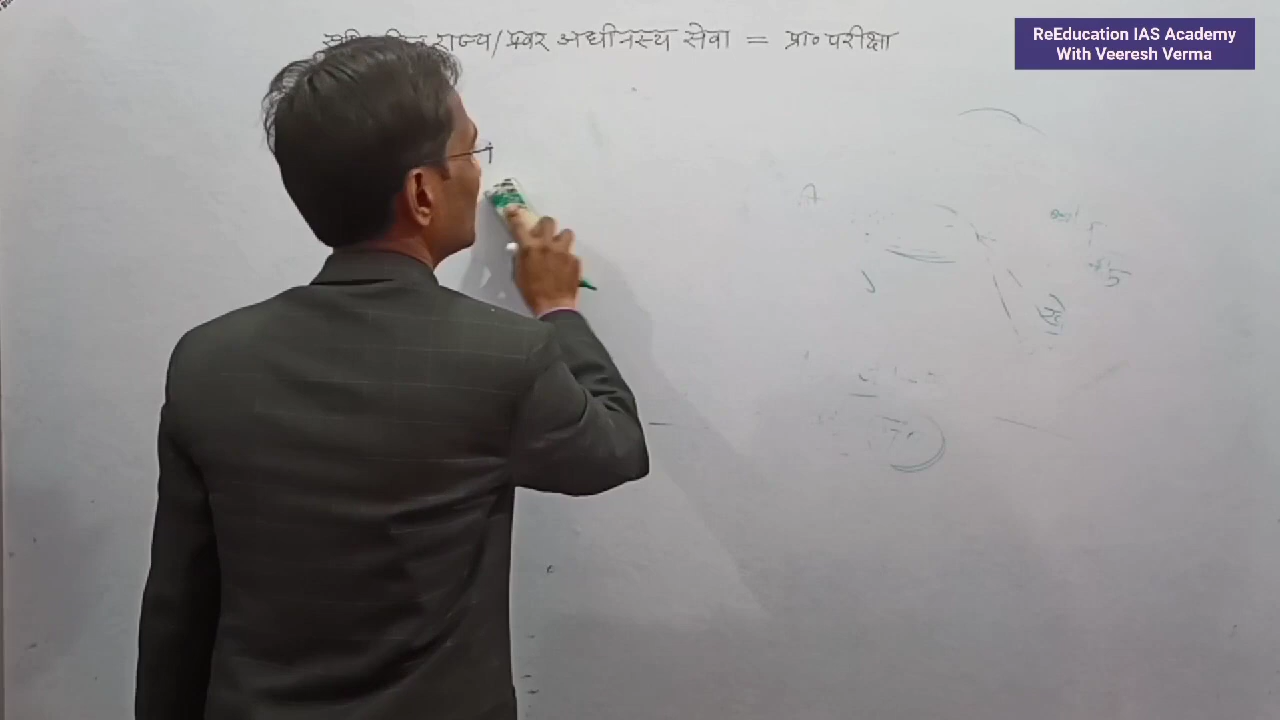 राज्य/प्रवर अधीनस्थ सेवा = प्रा॰ परीक्षा
ReEducation IAS Academy
With Veeresh Verma